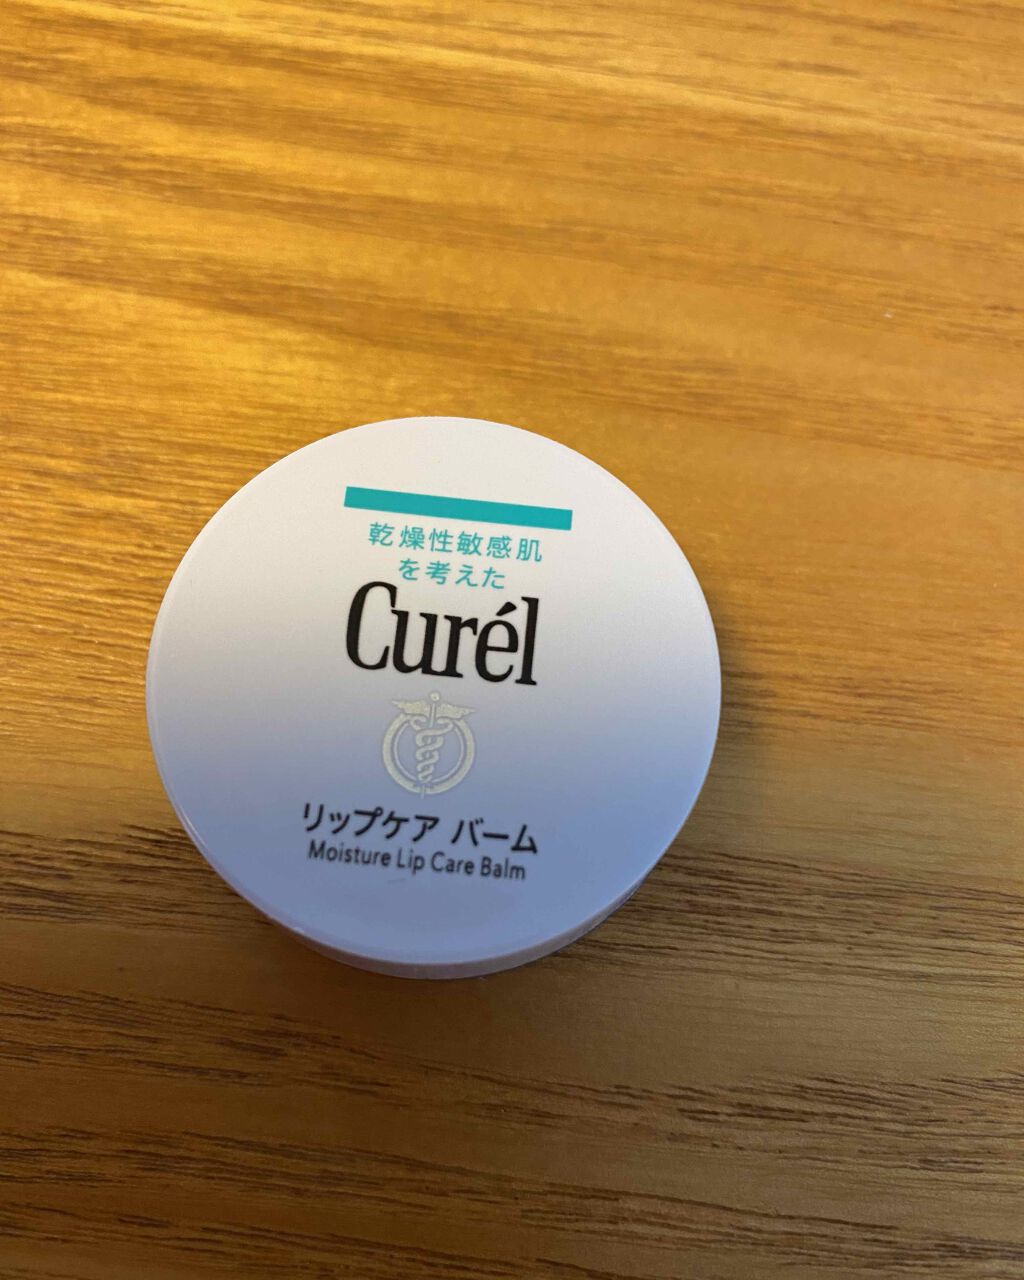 乾燥性敏感肌
を考えた
Curél
リップケア バーム
Moisture Lip Care Balm